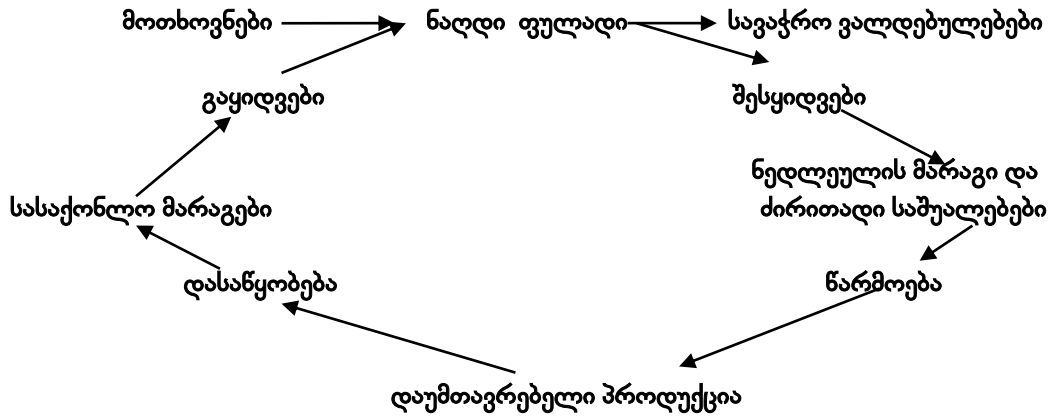 მოთხოვნები ნაღდი ფულადი სავაჭრო ვალდებულებები
გაყიდვები შესყიდვები
ნედლეულის მარაგი და
სასაქონლო მარაგები ძირითადი საშუალებები
დასაწყობება წარმოება
დაუმთავრებელი პროდუქცია